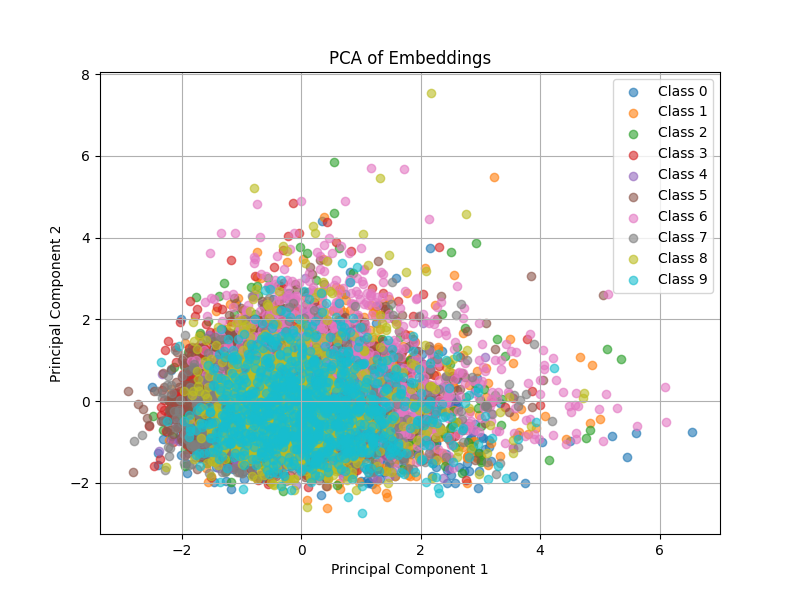 PCA of Embeddings
Principal Component 2
8
6
4
2
0
−2
Class 0
Class 1
Class 2
Class 3
Class 4
Class 5
Class 6
Class 7
Class 8
Class 9
−2 0 2 4 6
Principal Component 1